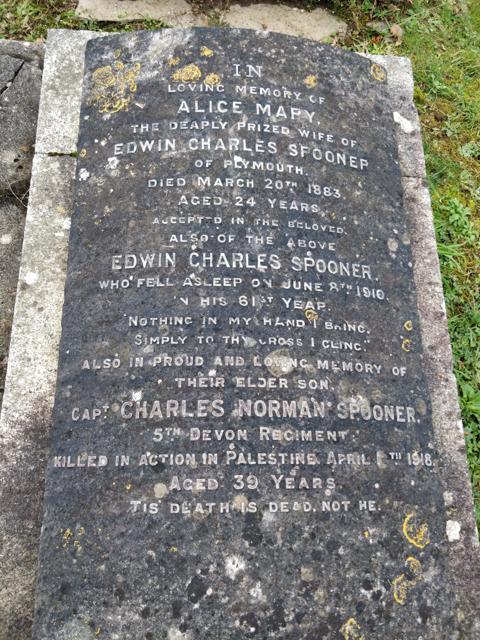 IN
LOVING MEMORY OF
ALICE MARY,
THE DEARLY PRIZED WIFE OF
EDWIN CHARLES SPOONER
OF PLYMOUTH.
DIED MARCH 20TH 1883.
AGED 24 YEARS.
ACCEPTED IN THE BELOVED.
ALSO OF THE ABOVE
EDWIN CHARLES SPOONER.
WHO FELL ASLEEP ON JUNE 8TH 1910.
IN HIS 61ST YEAR.
"NOTHING IN MY HAND I BRING,
SIMPLY TO THY CROSS I CLING."
ALSO IN PROUD AND LOVING MEMORY OF
THEIR ELDER SON.
CAPT. CHARLES NORMAN SPOONER.
5TH DEVON REGIMENT.
KILLED IN ACTION IN PALESTINE. APRIL 1918.
AGED 39 YEARS.
'TIS DEATH IS DEAD, NOT HE.